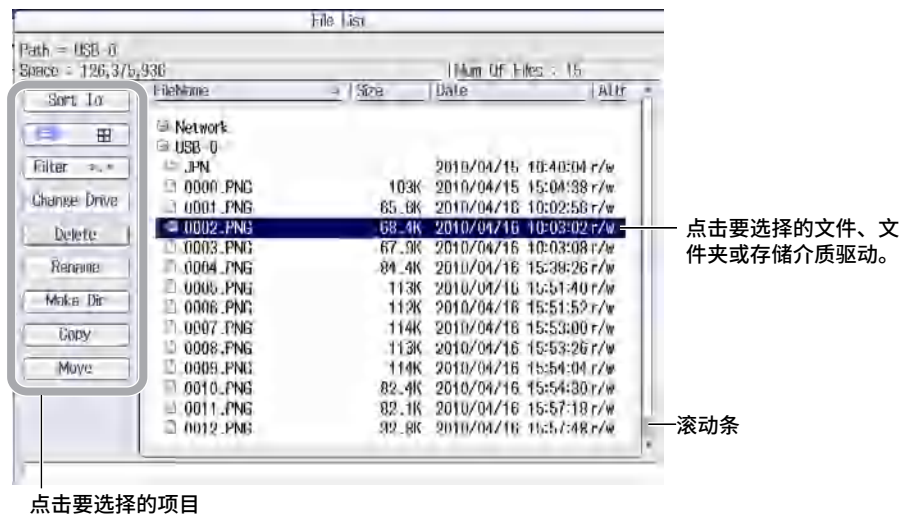 File List
Path = USB-0
Space = 126,375,936 Num Of Files : 15
Sort To
FileName Size Date Attr
Network
USB-0
Filter *.*
JPN 2010/04/15 10:40:04 r/w
0000.PNG 103K 2010/04/15 15:04:38 r/w
Change Drive
0001.PNG 65.6K 2010/04/16 10:02:56 r/w
Delete
0002.PNG 68.4K 2010/04/16 10:03:02 r/w
点击要选择的文件、文
件夹或存储介质驱动。
0003.PNG 67.9K 2010/04/16 10:03:08 r/w
Rename
0004.PNG 84.4K 2010/04/16 15:39:26 r/w
0005.PNG 113K 2010/04/16 15:51:40 r/w
Make Dir
0006.PNG 112K 2010/04/16 15:51:52 r/w
0007.PNG 114K 2010/04/16 15:53:00 r/w
Copy
0008.PNG 113K 2010/04/16 15:53:26 r/w
0009.PNG 114K 2010/04/16 15:54:04 r/w
Move
0010.PNG 82.4K 2010/04/16 15:54:30 r/w
0011.PNG 82.1K 2010/04/16 15:57:18 r/w
0012.PNG 92.8K 2010/04/16 15:57:48 r/w
滚动条
点击要选择的项目